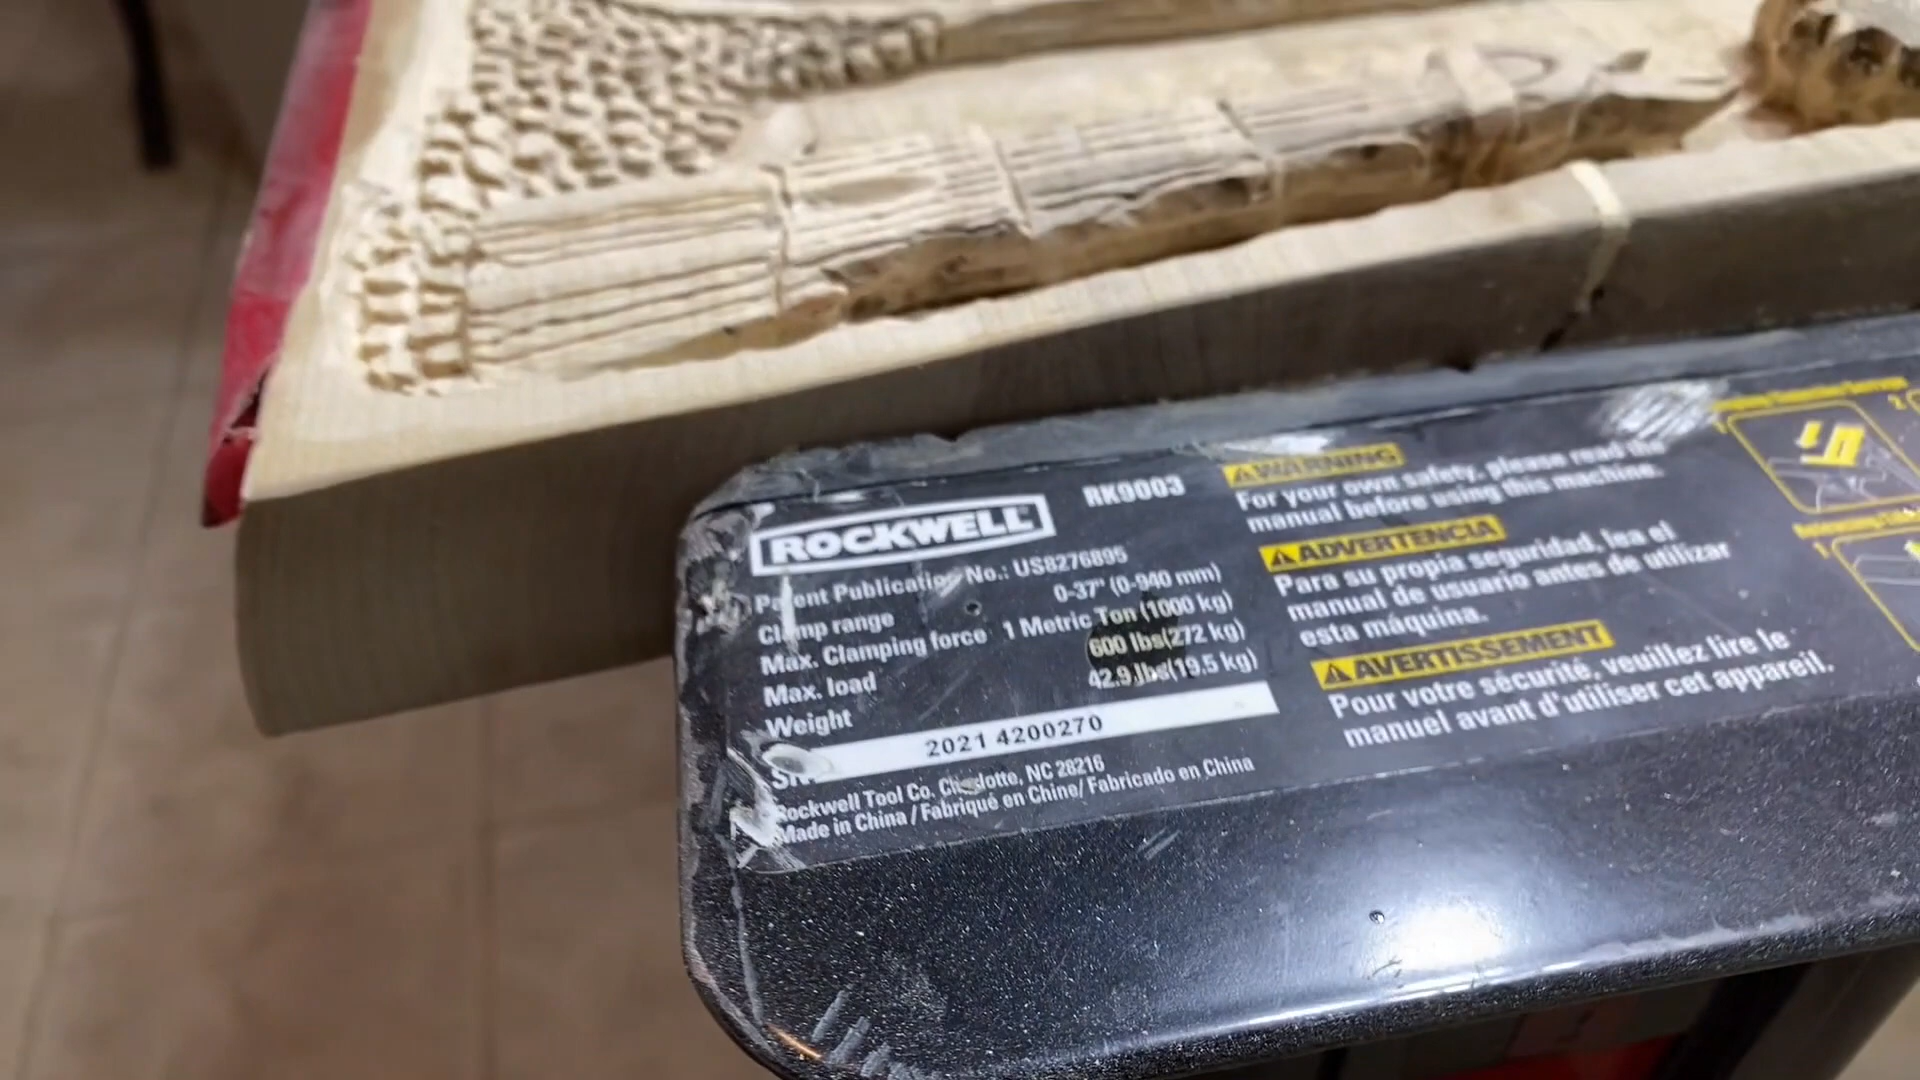 ROCKWELL RK9003
Patent Publication No.: US8276895
Clamp range 0-37" (0-940 mm)
Max. Clamping force 1 Metric Ton (1000 kg)
Max. load 600 lbs(272 kg)
Weight 42.9 lbs(19.5 kg)
2021 4200270
Rockwell Tool Co. Charlotte, NC 28216
Made in China / Fabriqué en Chine/ Fabricado en China
WARNING
For your own safety, please read the
manual before using this machine.
ADVERTENCIA
Para su propia seguridad, lea el
manual de usuario antes de utilizar
esta máquina.
AVERTISSEMENT
Pour votre sécurité, veuillez lire le
manuel avant d'utiliser cet appareil.
1
2
1